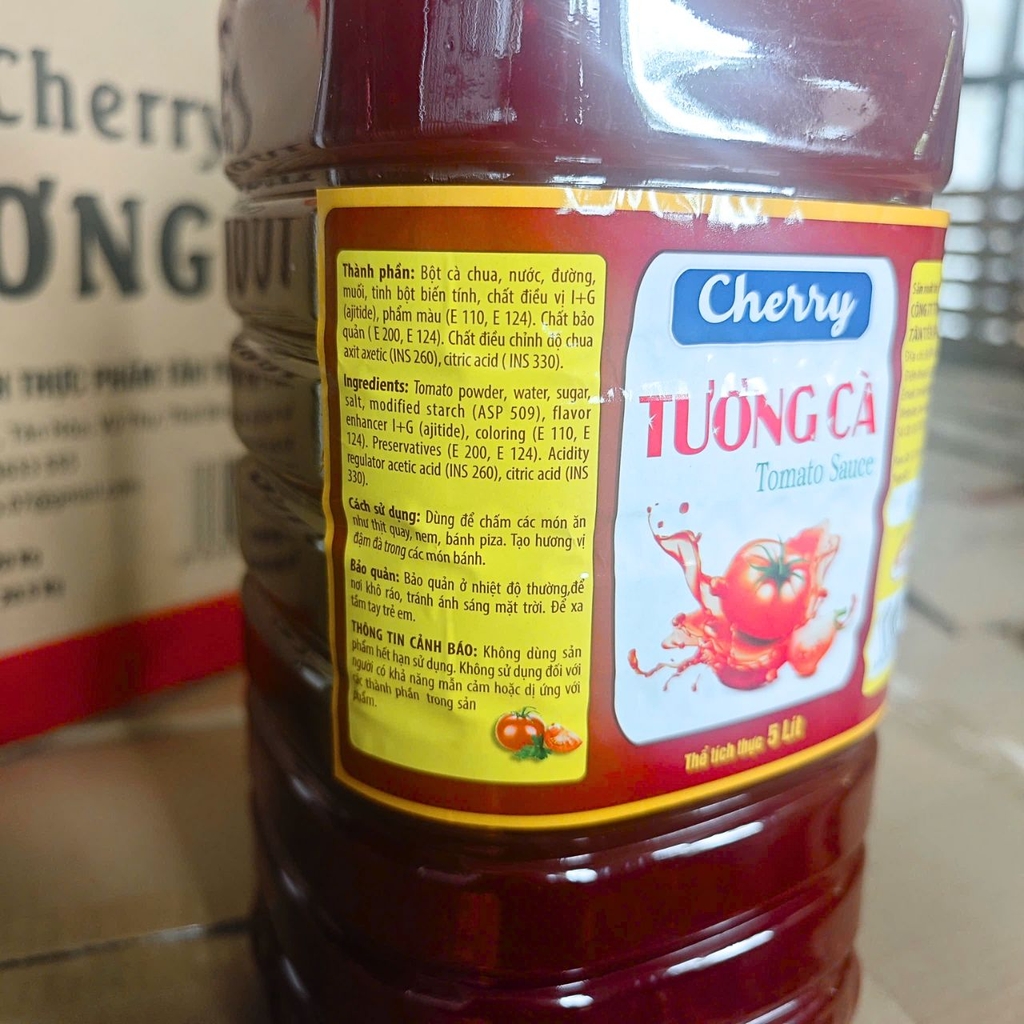 Cherry
ƯƠNG
THỰC PHẨM
Thành phần: Bột cà chua, nước, đường,
muối, tinh bột biến tính, chất điều vị I+G
(ajitide), phẩm màu (E 110, E 124). Chất bảo
quản ( E 200, E 124). Chất điều chỉnh độ chua
axit axetic (INS 260), citric acid ( INS 330).
Ingredients: Tomato powder, water, sugar,
salt, modified starch (ASP 509), flavor
enhancer I+G (ajitide), coloring (E 110, E
124). Preservatives (E 200, E 124). Acidity
regulator acetic acid (INS 260), citric acid (INS
330).
Cách sử dụng: Dùng để chấm các món ăn
như thịt quay, nem, bánh piza. Tạo hương vị
đậm đà trong các món bánh.
Bảo quản: Bảo quản ở nhiệt độ thường,để
nơi khô ráo, tránh ánh sáng mặt trời. Để xa
tầm tay trẻ em.
THÔNG TIN CẢNH BÁO: Không dùng sản
phẩm hết hạn sử dụng. Không sử dụng đối với
người có khả năng mẫn cảm hoặc dị ứng với
các thành phần trong sản
phẩm.
Cherry
TƯƠNG CÀ
Tomato Sauce
Thể tích thực 5 Lít